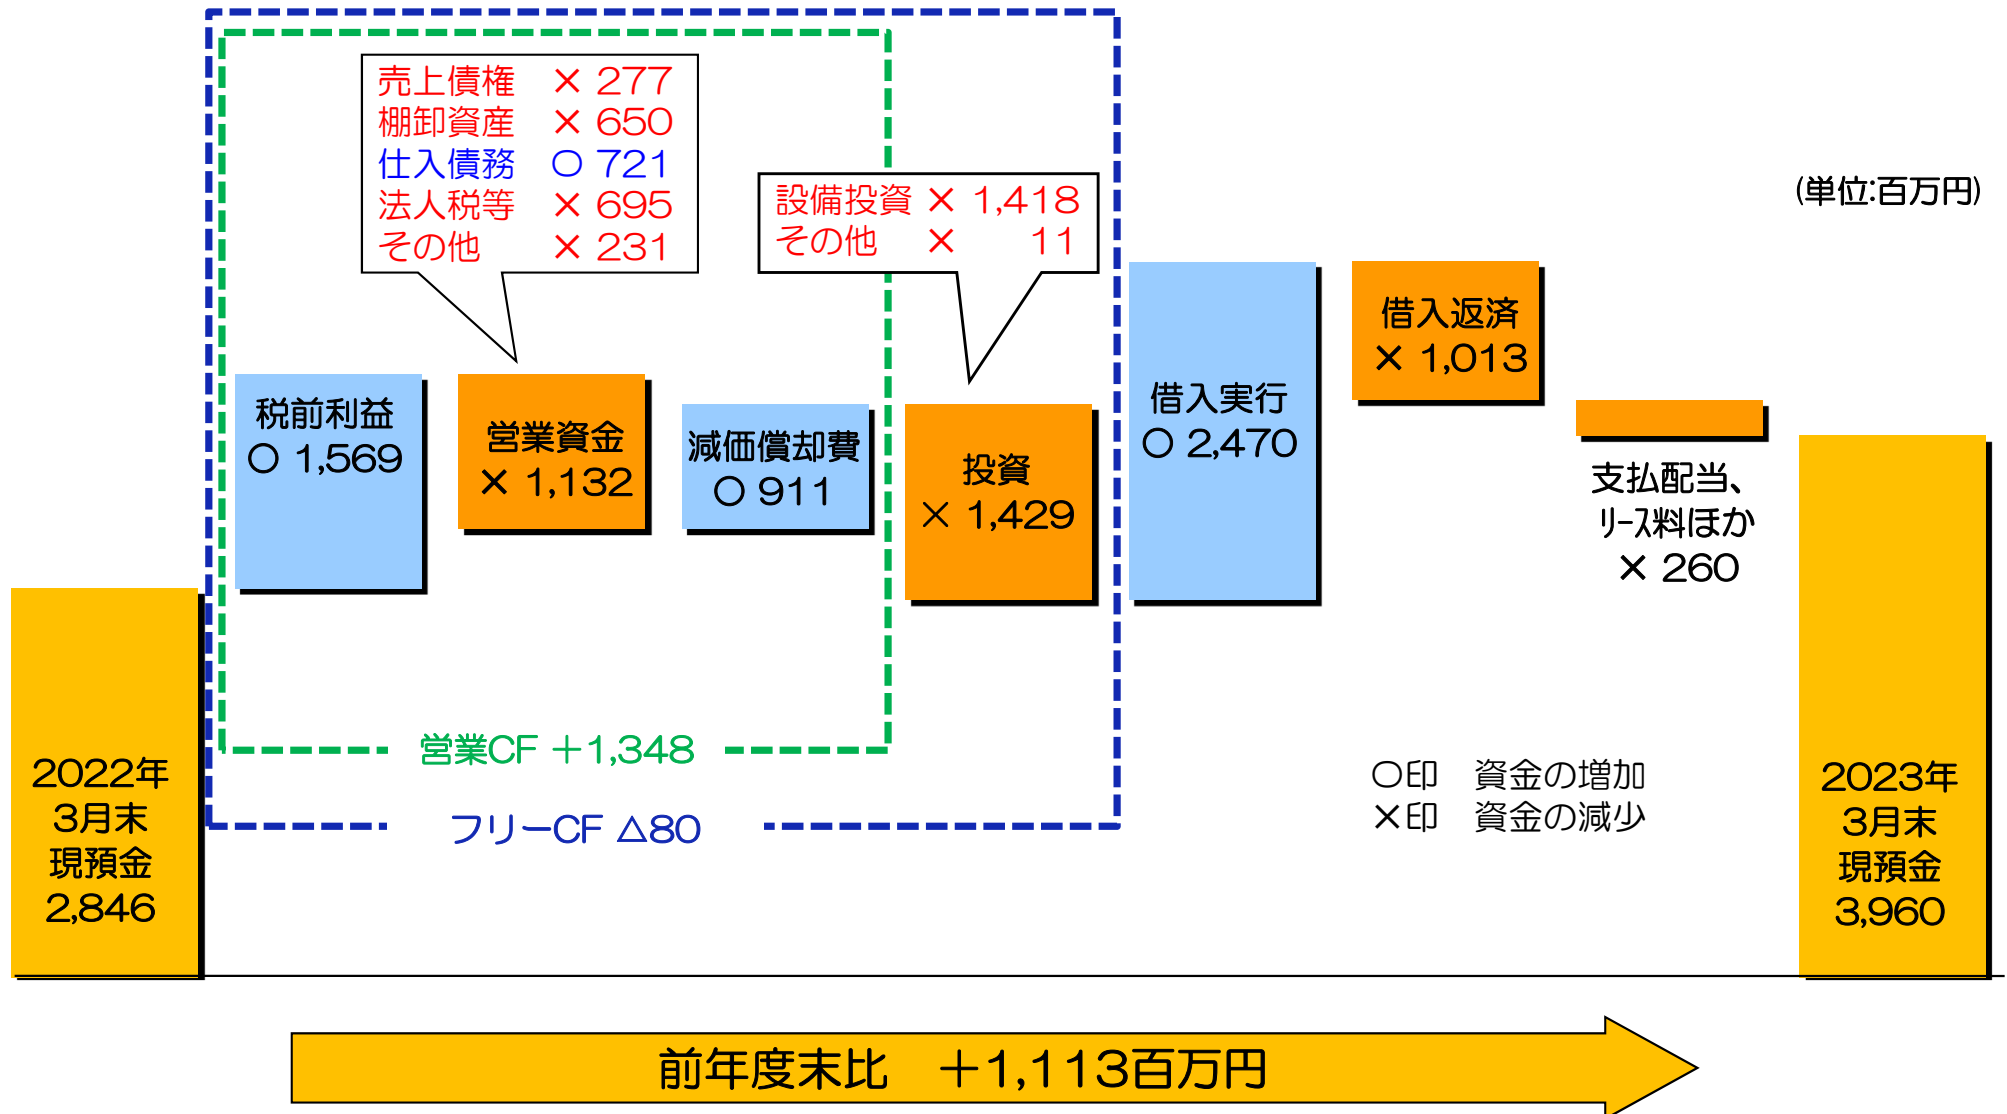 売上債権 × 277
棚卸資産 × 650
仕入債務 ○ 721
法人税等 × 695
その他 × 231
設備投資 × 1,418
その他 × 11
(単位:百万円)
税前利益
○ 1,569
営業資金
× 1,132
減価償却費
○ 911
投資
× 1,429
借入実行
○ 2,470
借入返済
× 1,013
支払配当、
リース料ほか
× 260
営業CF +1,348
フリーCF △80
○印 資金の増加
×印 資金の減少
2022年
3月末
現預金
2,846
2023年
3月末
現預金
3,960
前年度末比 +1,113百万円